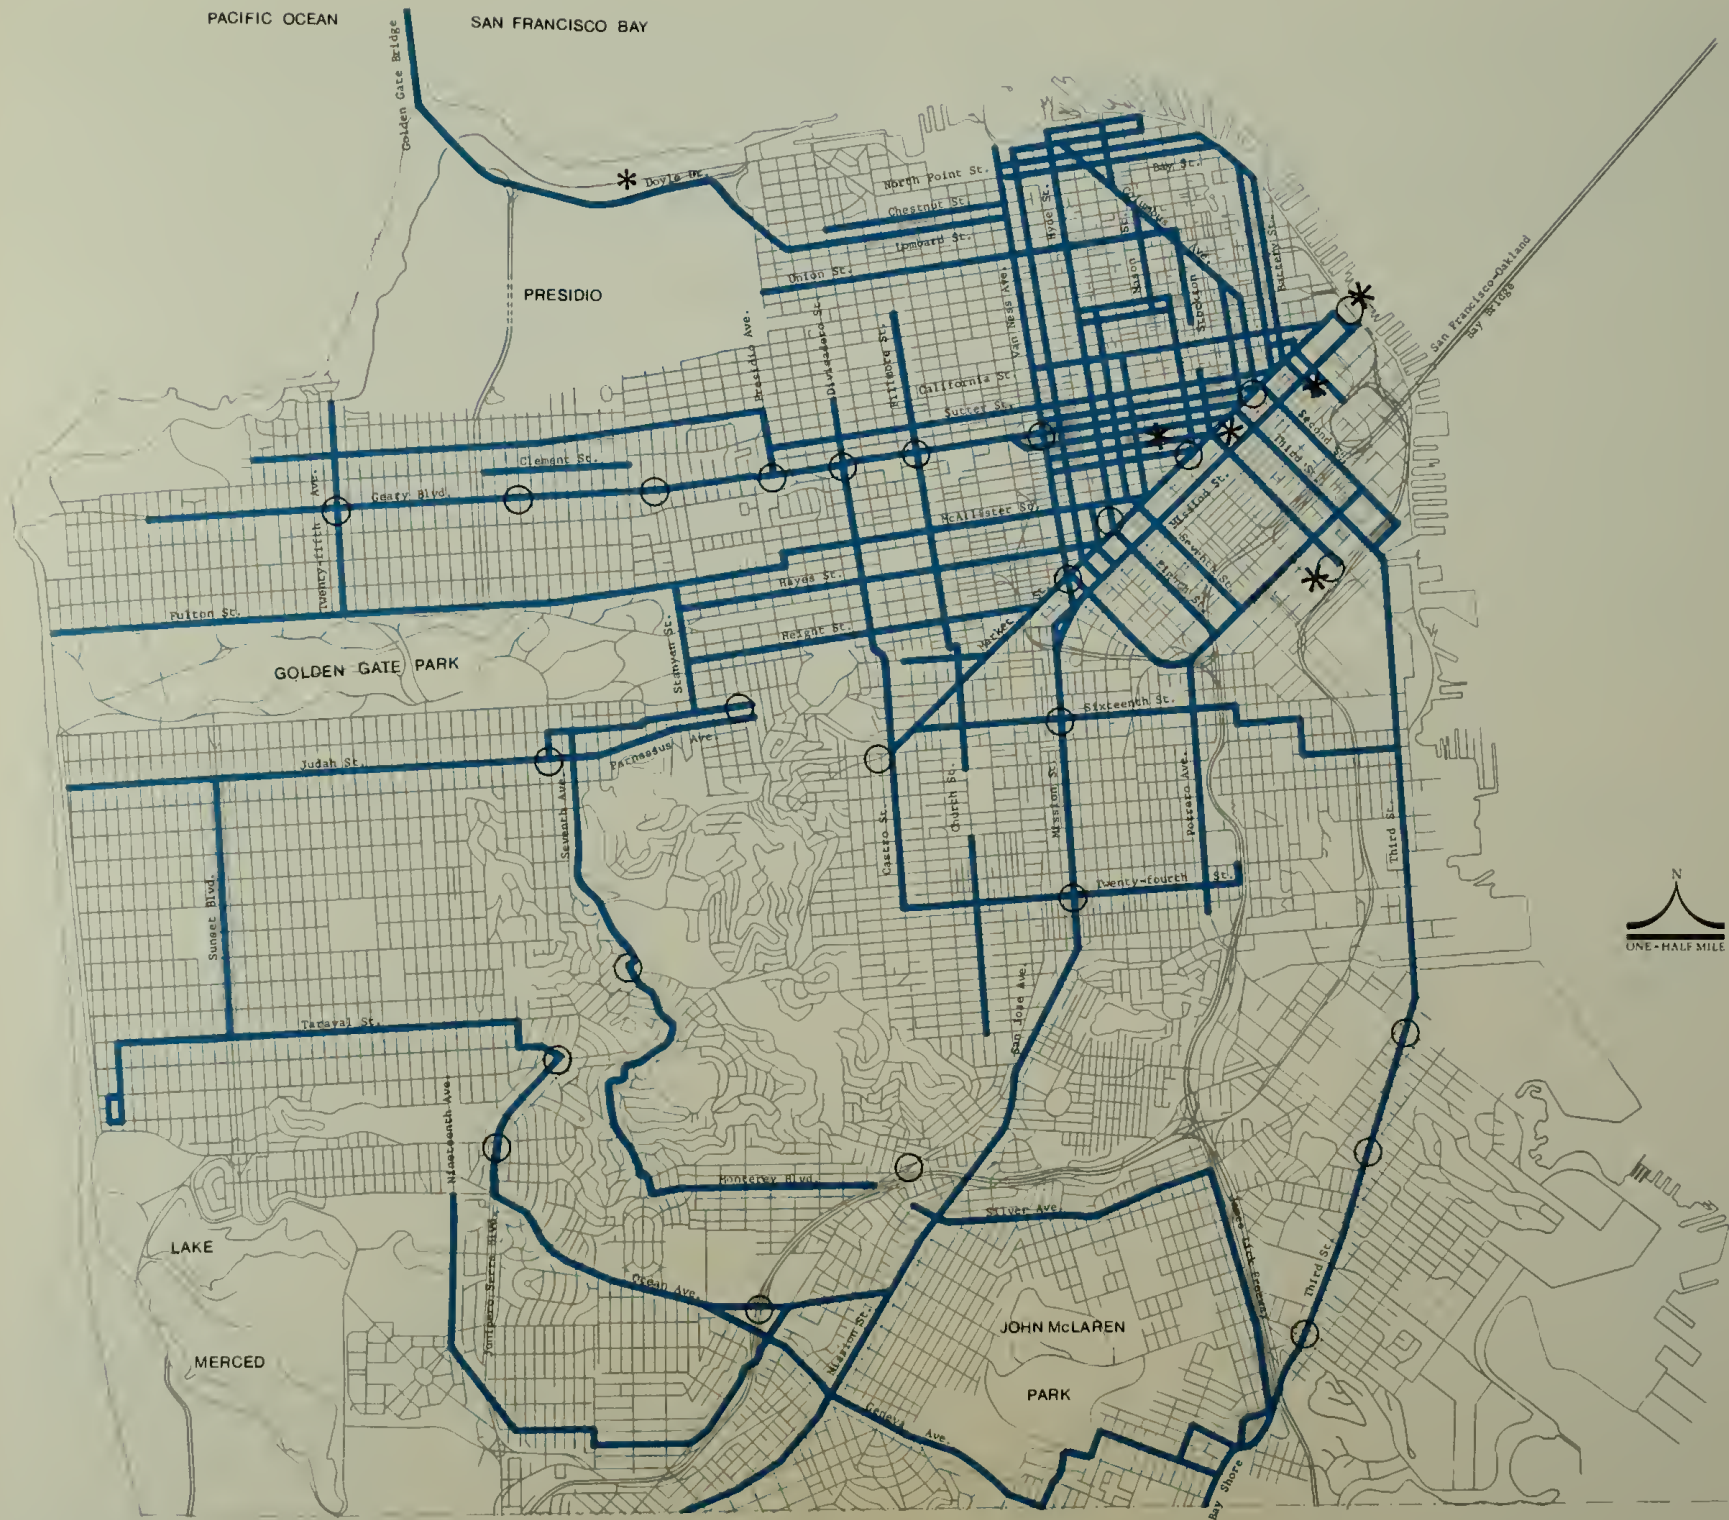 PACIFIC OCEAN
SAN FRANCISCO BAY
Golden Gate Bridge
Doyle Dr.
North Point St.
Chestnut St.
Lombard St.
Union St.
Bay St.
Columbus Ave.
Hyde St.
Mason St.
Stockton
Battery St.
San Francisco-Oakland
Bay Bridge
PRESIDIO
Presidio Ave.
Divisadero St.
Fillmore St.
Van Ness Ave.
California St.
Sutter St.
Clement St.
Geary Blvd.
Twenty-fifth Ave.
McAllister St.
Second St.
Third St.
Mission St.
Seventh St.
Eighth St.
Hayes St.
Fulton St.
Haight St.
Market St.
Stanyan St.
GOLDEN GATE PARK
Sixteenth St.
Parnassus Ave.
Judah St.
Seventh Ave.
Castro St.
Church St.
Mission St.
Potrero Ave.
Third St.
Sunset Blvd.
Twenty-fourth St.
N
ONE-HALF MILE
San Jose Ave.
Taraval St.
Nineteenth Ave.
Monterey Blvd.
Silver Ave.
LAKE
MERCED
Junipero Serra Blvd.
Ocean Ave.
Mission St.
James Lick Freeway
Third St.
JOHN McLAREN
PARK
Geneva Ave.
Bay Shore